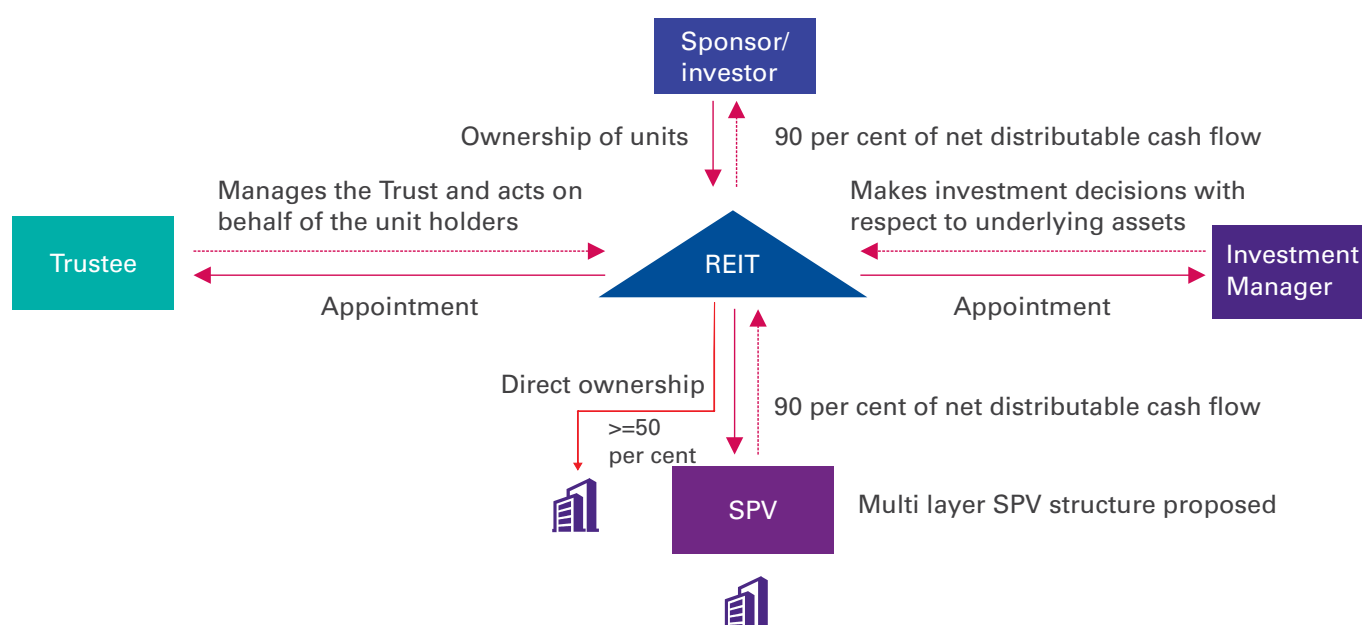 Sponsor/
investor
Ownership of units
90 per cent of net distributable cash flow
Manages the Trust and acts on
behalf of the unit holders
Makes investment decisions with
respect to underlying assets
Trustee
REIT
Investment
Manager
Appointment
Appointment
Direct ownership
>=50
per cent
90 per cent of net distributable cash flow
SPV
Multi layer SPV structure proposed